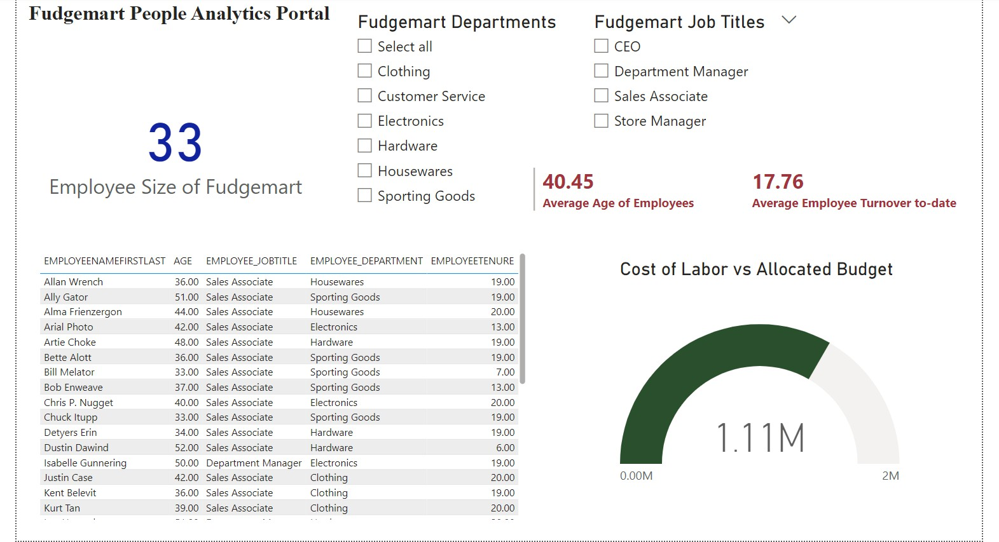 Fudgemart People Analytics Portal
Fudgemart Departments
Select all
Clothing
Customer Service
Electronics
Hardware
Housewares
Sporting Goods
Fudgemart Job Titles
CEO
Department Manager
Sales Associate
Store Manager
33
Employee Size of Fudgemart
40.45
Average Age of Employees
17.76
Average Employee Turnover to-date
EMPLOYEENAMEFIRSTLAST AGE EMPLOYEE_JOBTITLE EMPLOYEE_DEPARTMENT EMPLOYEETENURE
Allan Wrench 36.00 Sales Associate Housewares 19.00
Ally Gator 51.00 Sales Associate Sporting Goods 19.00
Alma Frienzergon 44.00 Sales Associate Housewares 20.00
Arial Photo 42.00 Sales Associate Electronics 13.00
Artie Choke 48.00 Sales Associate Hardware 19.00
Bette Alott 36.00 Sales Associate Sporting Goods 19.00
Bill Melator 33.00 Sales Associate Sporting Goods 7.00
Bob Enweave 37.00 Sales Associate Sporting Goods 13.00
Chris P. Nugget 40.00 Sales Associate Electronics 20.00
Chuck Itupp 33.00 Sales Associate Sporting Goods 19.00
Detyers Erin 34.00 Sales Associate Hardware 19.00
Dustin Dawind 52.00 Sales Associate Hardware 6.00
Isabelle Gunnering 50.00 Department Manager Electronics 19.00
Justin Case 42.00 Sales Associate Clothing 20.00
Kent Belevit 36.00 Sales Associate Clothing 19.00
Kurt Tan 39.00 Sales Associate Clothing 20.00
Cost of Labor vs Allocated Budget
1.11M
0.00M
2M